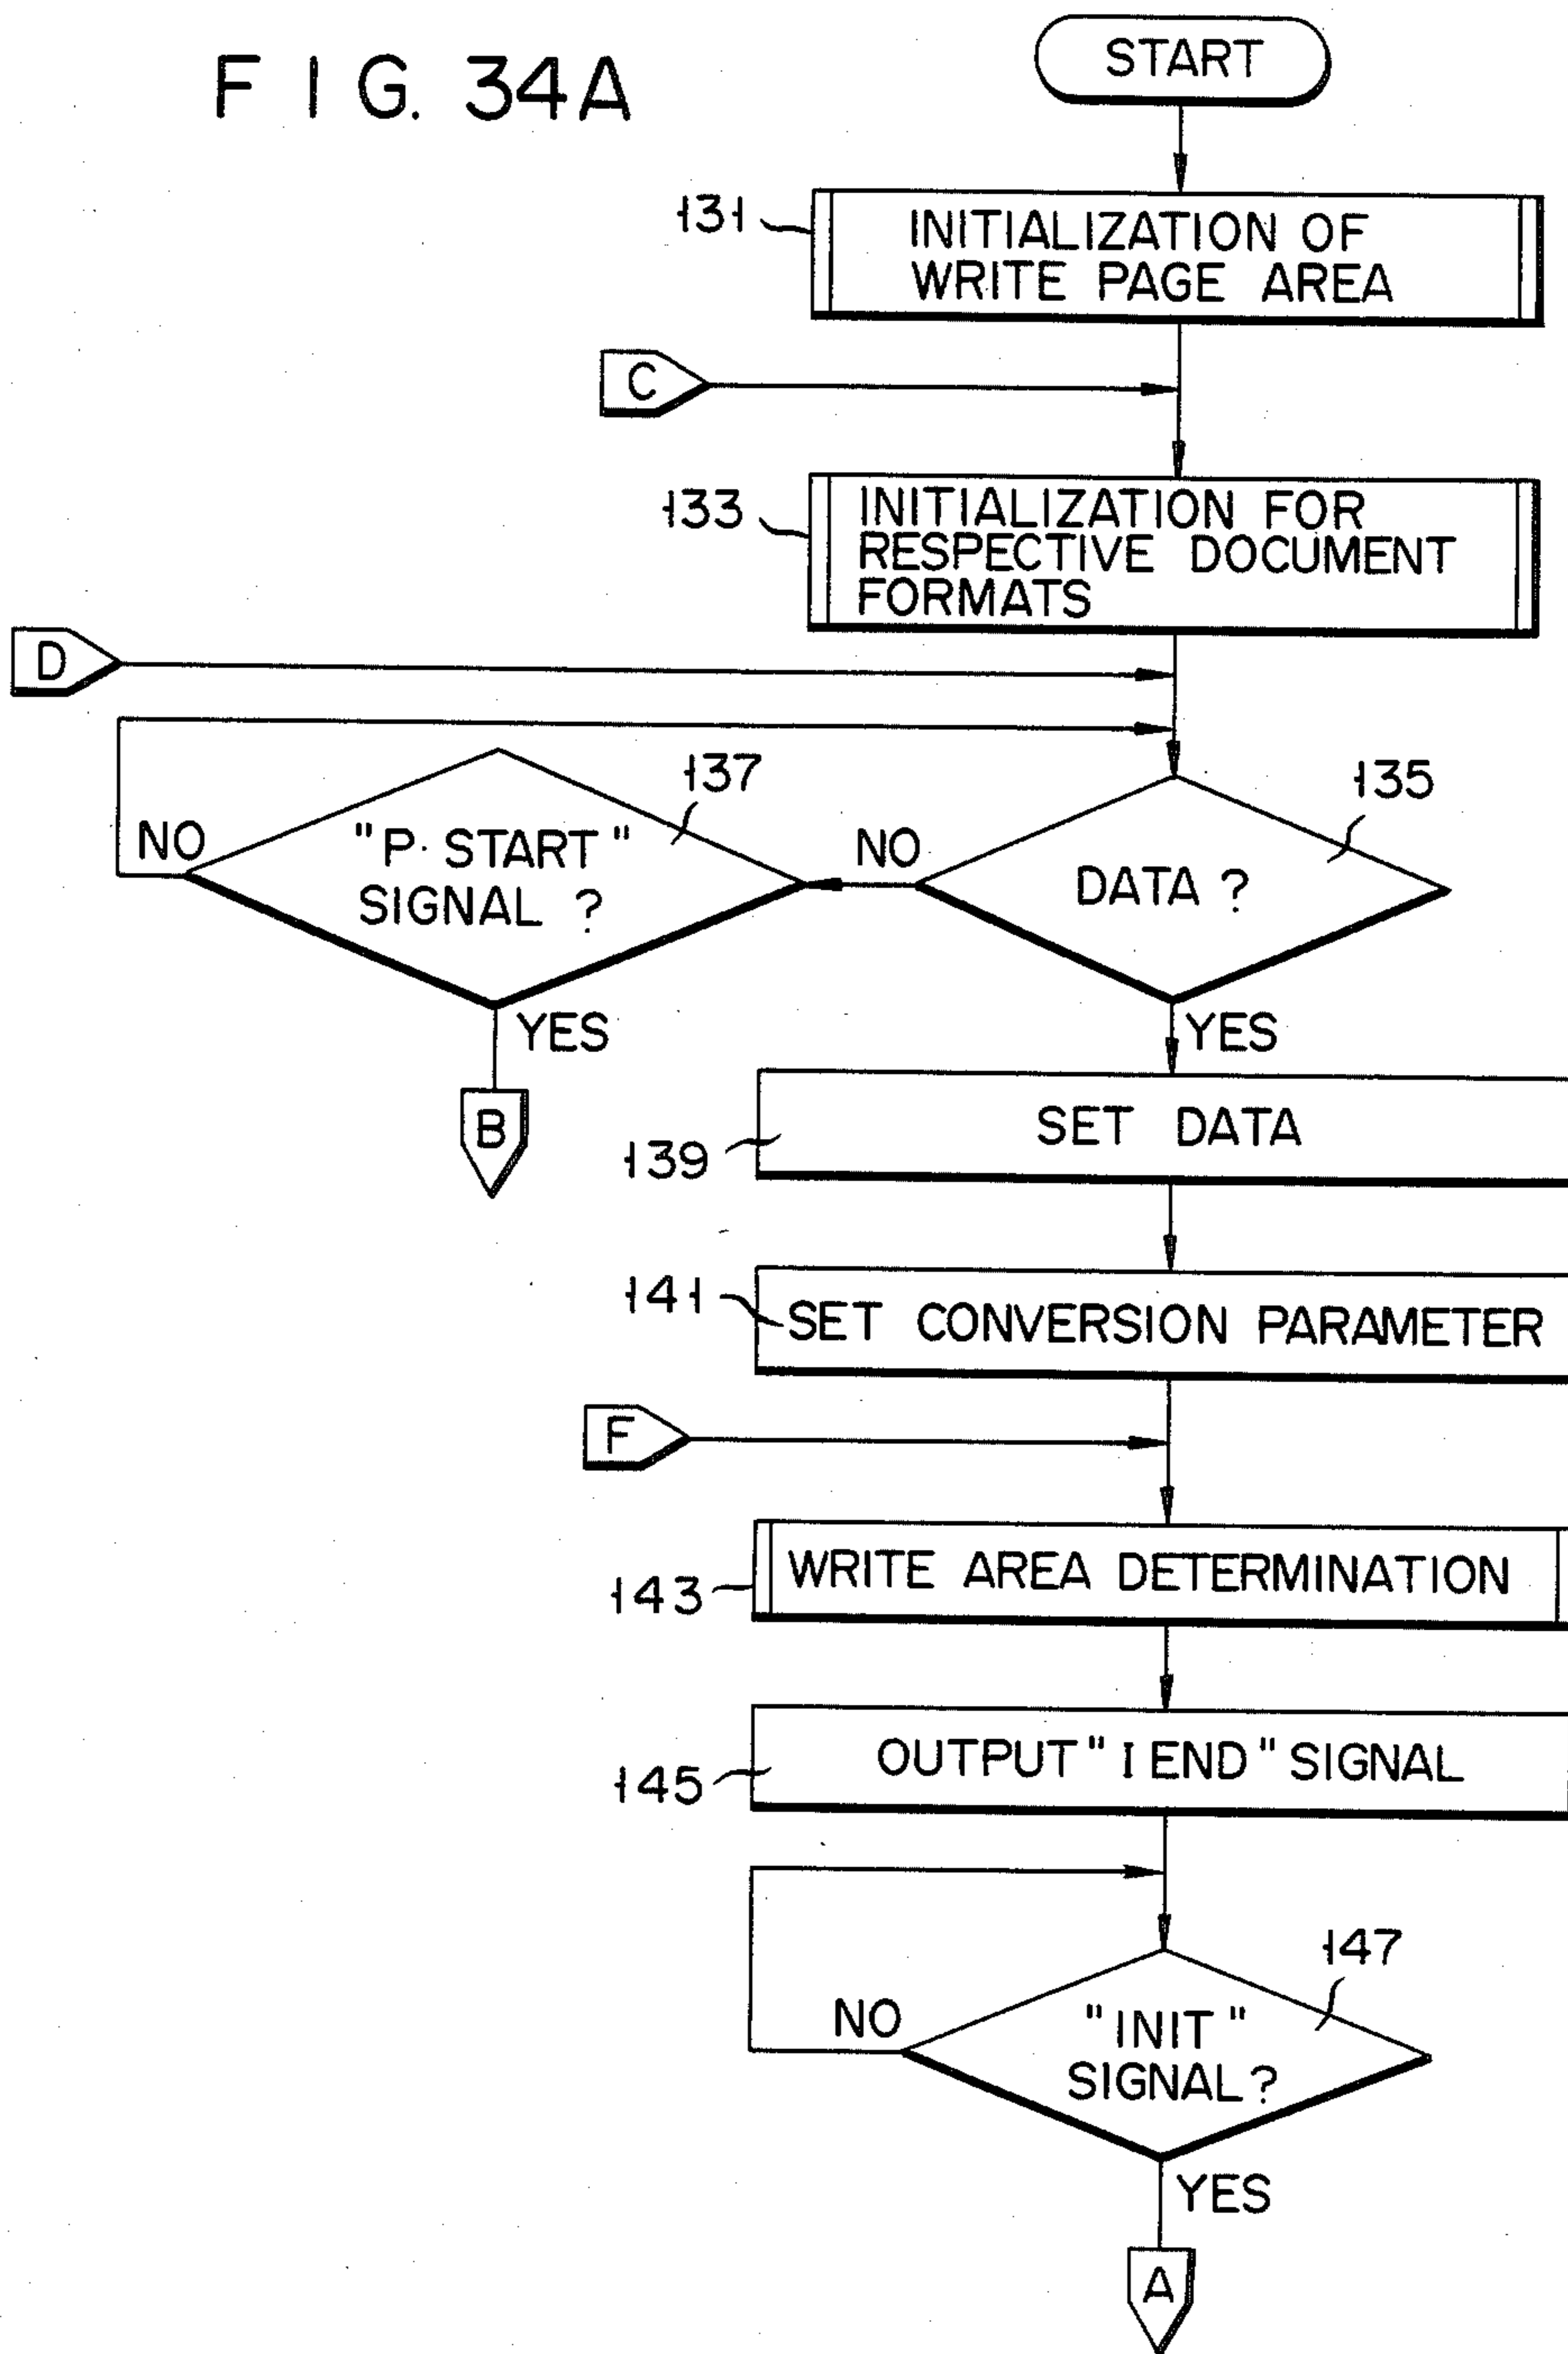 FIG. 34A
START
131
INITIALIZATION OF
WRITE PAGE AREA
C
133
INITIALIZATION FOR
RESPECTIVE DOCUMENT
FORMATS
D
137
135
NO
"P· START"
SIGNAL ?
NO
DATA ?
YES
YES
B
SET DATA
139
141
SET CONVERSION PARAMETER
F
WRITE AREA DETERMINATION
143
OUTPUT "I END" SIGNAL
145
147
NO
"INIT"
SIGNAL ?
YES
A